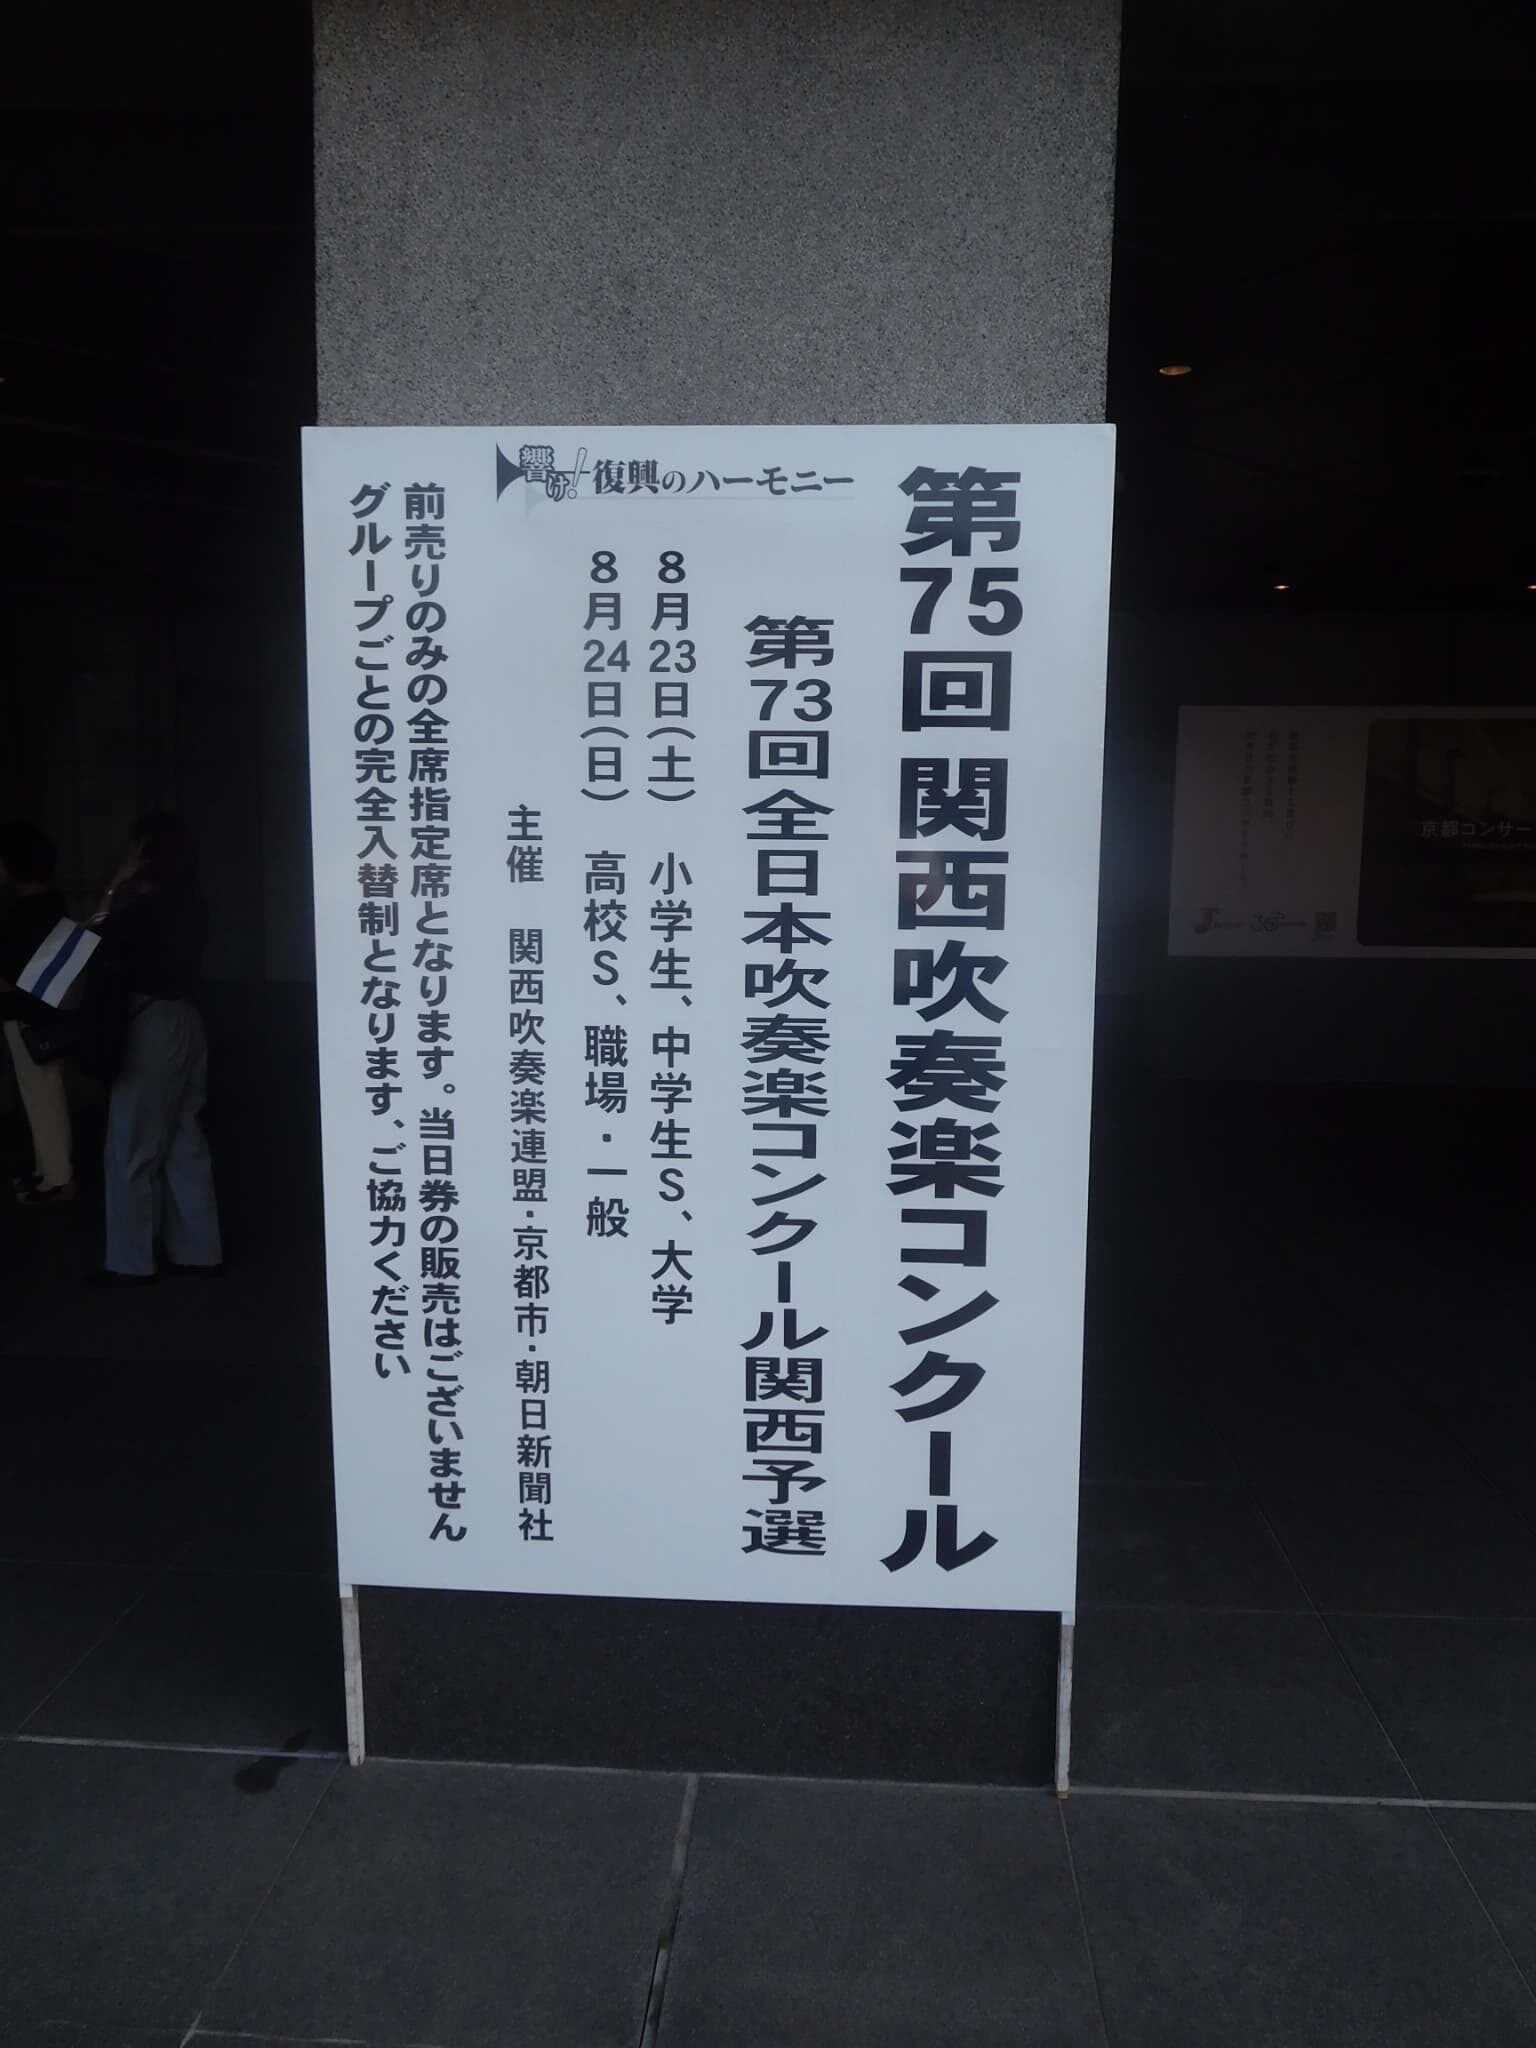 第75回 関西吹奏楽コンクール
第73回 全日本吹奏楽コンクール関西予選
響け！復興のハーモニー
8月23日(土) 小学生、中学生S、大学
8月24日(日) 高校S、職場・一般
主催 関西吹奏楽連盟・京都市・朝日新聞社
前売りのみの全席指定席となります。当日券の販売はございません
グループごとの完全入替制となります、ご協力ください
京都コンサー